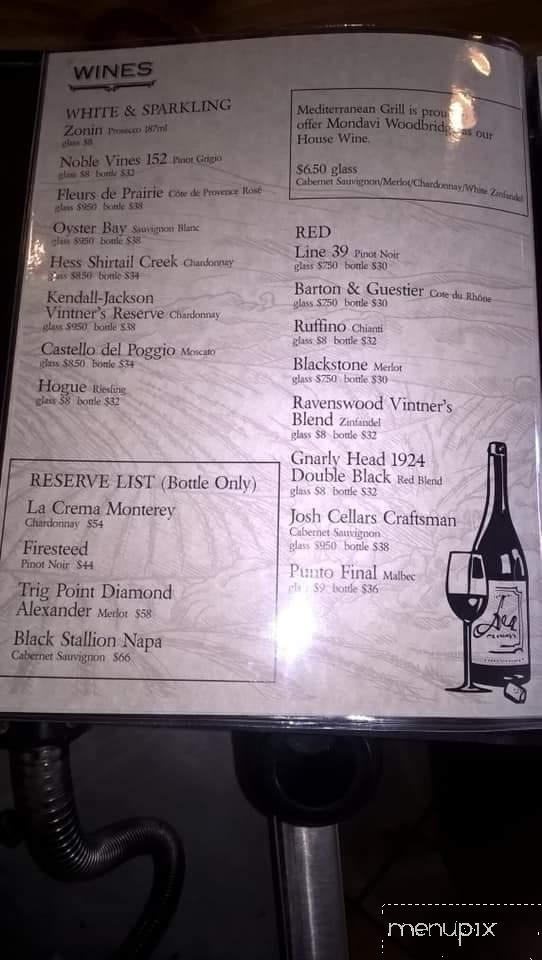 WINES
WHITE & SPARKLING
Zonin Prosecco 187ml
glass $8
Noble Vines 152 Pinot Grigio
glass $8 bottle $32
Fleurs de Prairie Côte de Provence Rosé
glass $950 bottle $38
Oyster Bay Sauvignon Blanc
glass $950 bottle $38
Hess Shirtail Creek Chardonnay
glass $850 bottle $34
Kendall-Jackson
Vintner's Reserve Chardonnay
glass $950 bottle $38
Castello del Poggio Moscato
glass $850 bottle $34
Hogue Riesling
glass $8 bottle $32
RESERVE LIST (Bottle Only)
La Crema Monterey
Chardonnay $54
Firesteed
Pinot Noir $44
Trig Point Diamond
Alexander Merlot $58
Black Stallion Napa
Cabernet Sauvignon $66
Mediterranean Grill is proud
offer Mondavi Woodbridge as our
House Wine.
$6.50 glass
Cabernet Sauvignon/Merlot/Chardonnay/White Zinfandel
RED
Line 39 Pinot Noir
glass $750 bottle $30
Barton & Guestier Cote du Rhône
glass $750 bottle $30
Ruffino Chianti
glass $8 bottle $32
Blackstone Merlot
glass $750 bottle $30
Ravenswood Vintner's
Blend Zinfandel
glass $8 bottle $32
Gnarly Head 1924
Double Black Red Blend
glass $8 bottle $32
Josh Cellars Craftsman
Cabernet Sauvignon
glass $950 bottle $38
Punto Final Malbec
glass $9 bottle $36
menupix